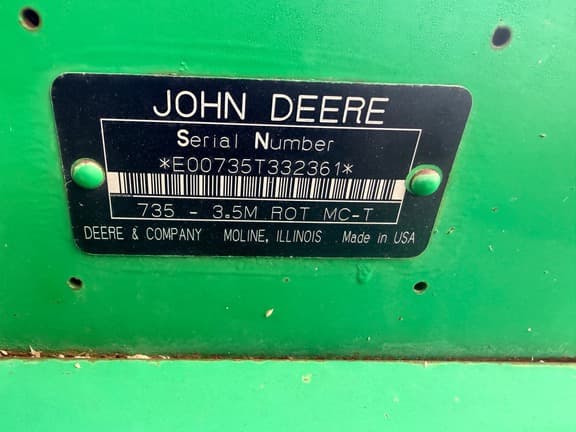 JOHN DEERE
Serial Number
*E00735T332361*
735 - 3.5M ROT MC-T
DEERE & COMPANY MOLINE, ILLINOIS Made in USA